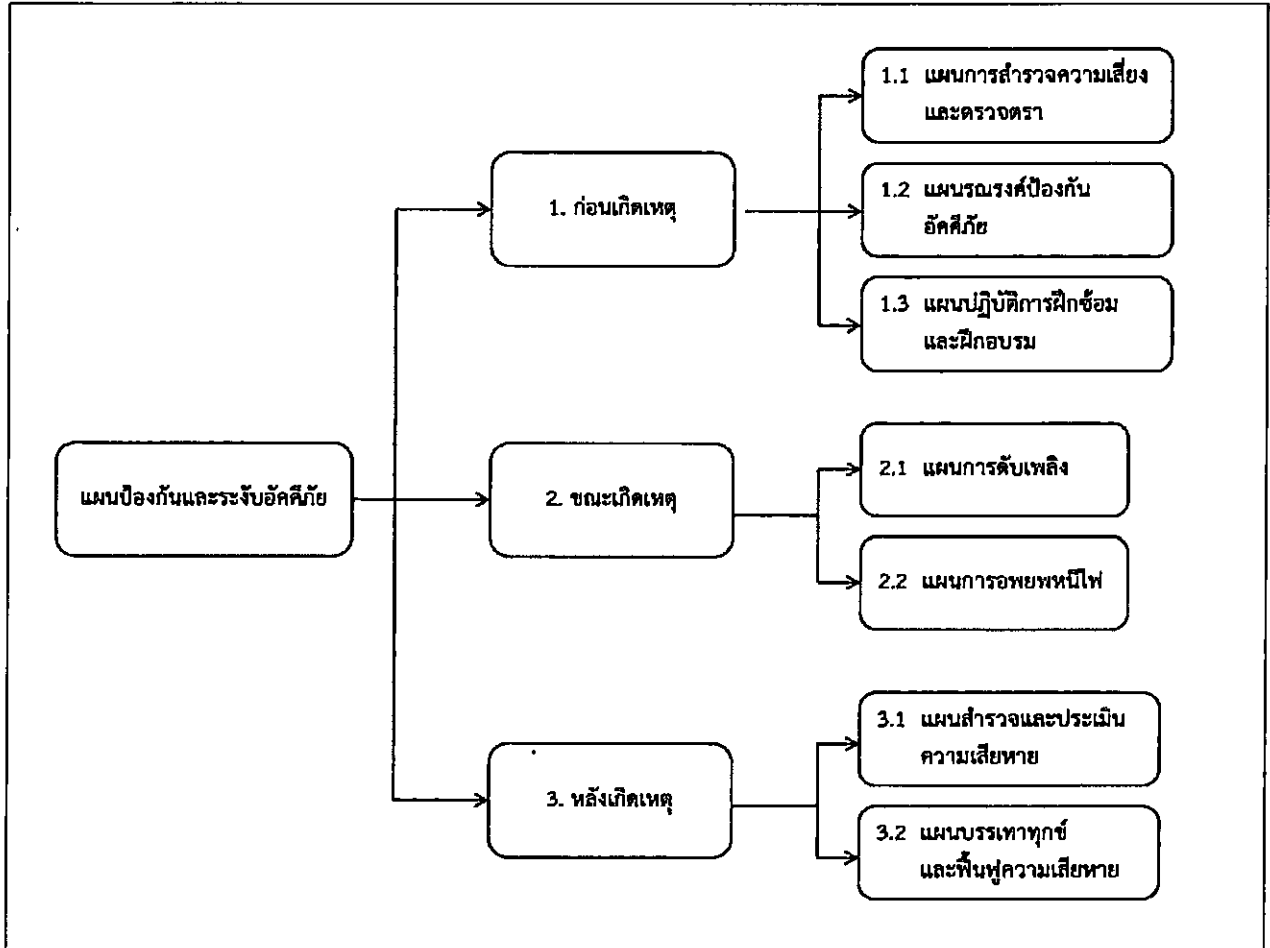 แผนป้องกันและระงับอัคคีภัย
1. ก่อนเกิดเหตุ
1.1 แผนการสำรวจความเสี่ยง
และตรวจตรา
1.2 แผนรณรงค์ป้องกัน
อัคคีภัย
1.3 แผนปฏิบัติการฝึกซ้อม
และฝึกอบรม
2. ขณะเกิดเหตุ
2.1 แผนการดับเพลิง
2.2 แผนการอพยพหนีไฟ
3. หลังเกิดเหตุ
3.1 แผนสำรวจและประเมิน
ความเสียหาย
3.2 แผนบรรเทาทุกข์
และฟื้นฟูความเสียหาย